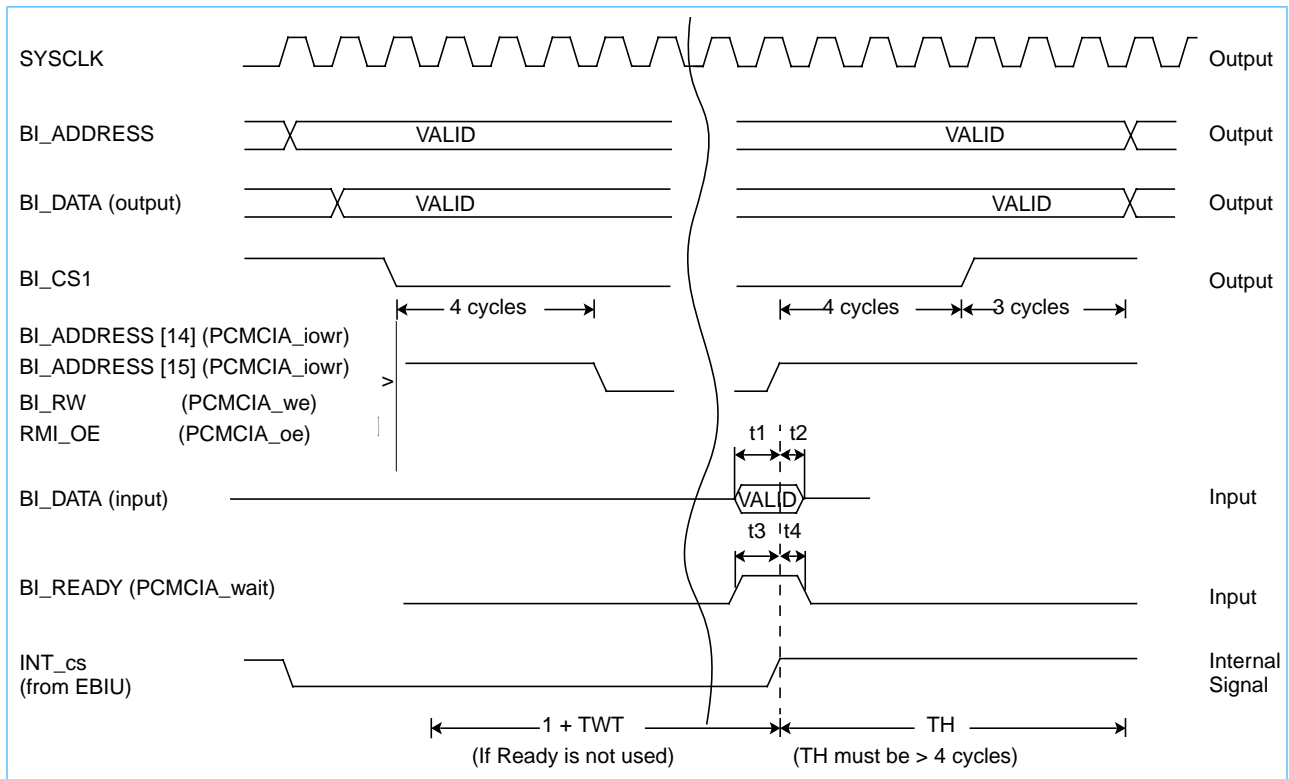 SYSCLK Output
BI_ADDRESS VALID VALID Output
BI_DATA (output) VALID VALID Output
BI_CS1 Output
4 cycles 4 cycles 3 cycles
BI_ADDRESS [14] (PCMCIA_iowr)
BI_ADDRESS [15] (PCMCIA_iowr)
>
BI_RW (PCMCIA_we)
RMI_OE (PCMCIA_oe)
t1 t2
BI_DATA (input) VALID Input
t3 t4
BI_READY (PCMCIA_wait) Input
INT_cs Internal
(from EBIU) Signal
1 + TWT TH
(If Ready is not used) (TH must be > 4 cycles)